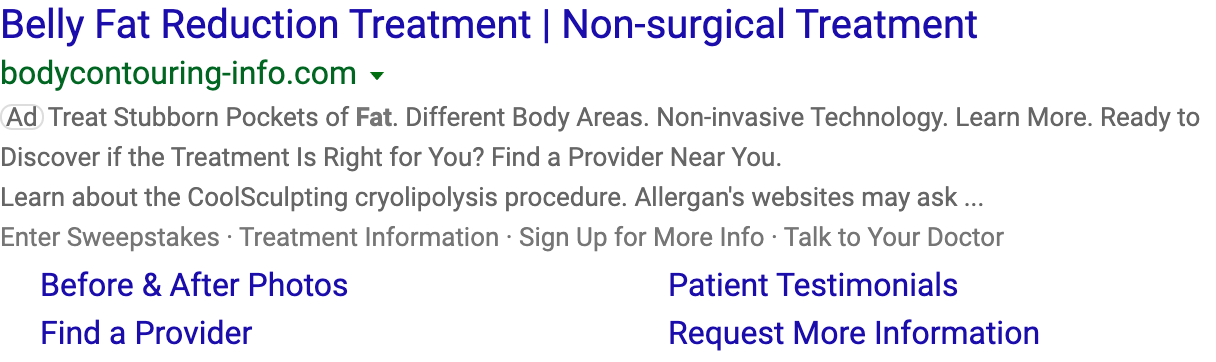 Belly Fat Reduction Treatment | Non-surgical Treatment
bodycontouring-info.com
Ad Treat Stubborn Pockets of Fat. Different Body Areas. Non-invasive Technology. Learn More. Ready to
Discover if the Treatment Is Right for You? Find a Provider Near You.
Learn about the CoolSculpting cryolipolysis procedure. Allergan's websites may ask ...
Enter Sweepstakes · Treatment Information · Sign Up for More Info · Talk to Your Doctor
Before & After Photos
Patient Testimonials
Find a Provider
Request More Information